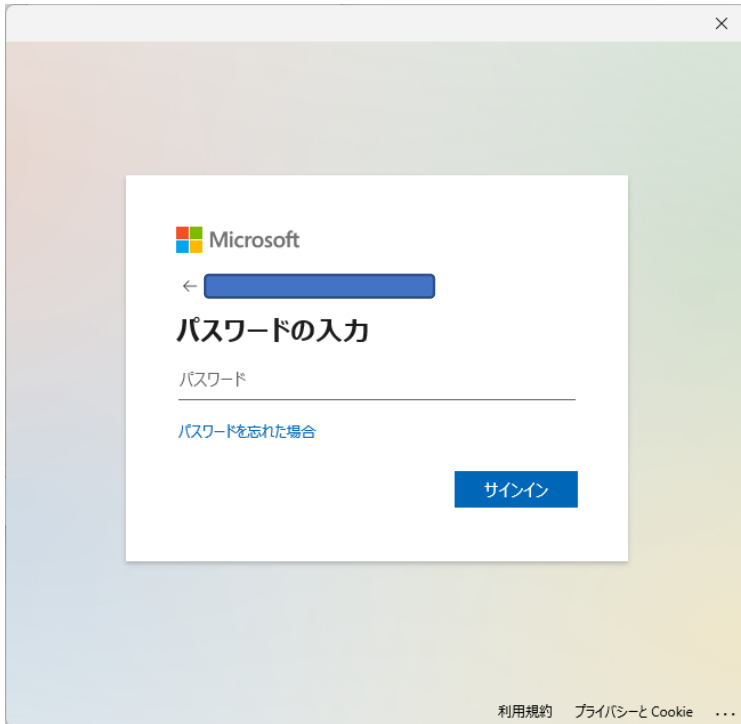 Microsoft
パスワードの入力
パスワード
パスワードを忘れた場合
サインイン
利用規約 プライバシーと Cookie ...